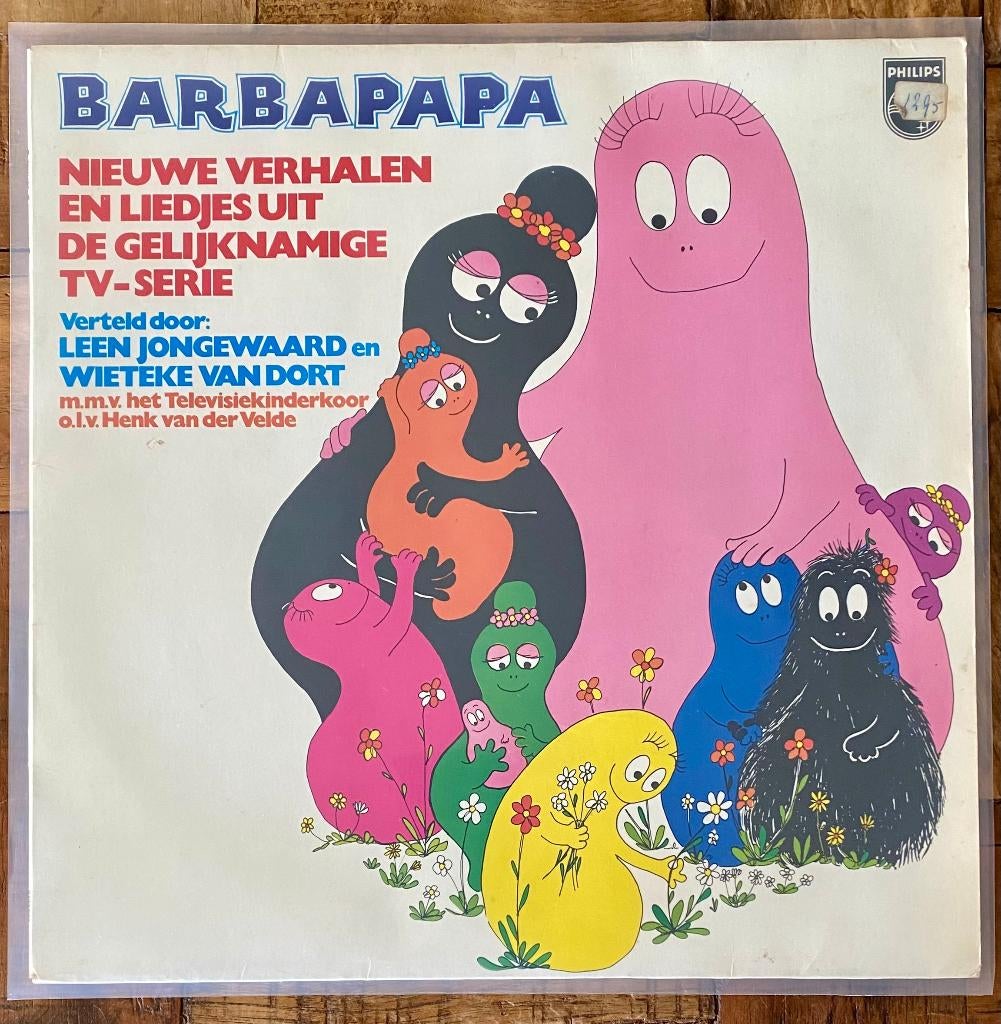 BARBAPAPA
PHILIPS
1295
NIEUWE VERHALEN
EN LIEDJES UIT
DE GELIJKNAMIGE
TV-SERIE
Verteld door:
LEEN JONGEWAARD en
WIETEKE VAN DORT
m.m.v. het Televisiekinderkoor
o.l.v. Henk van der Velde